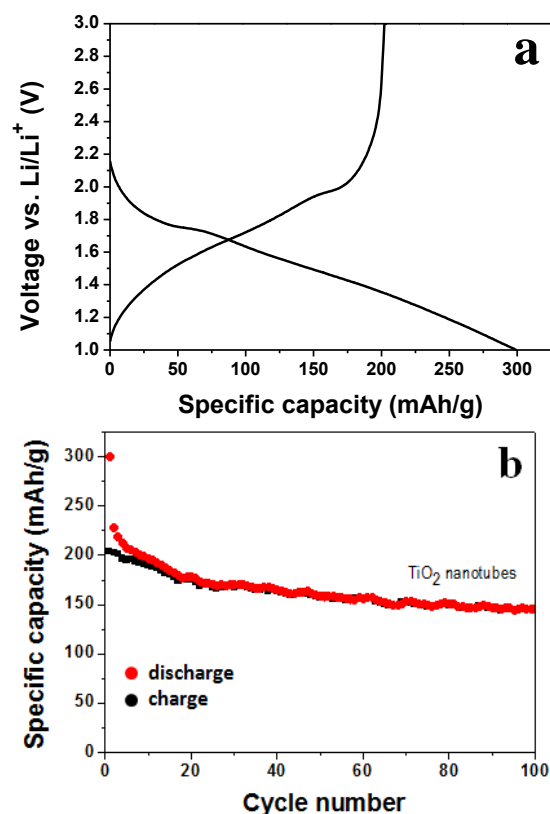 a
3.0
2.8
2.6
2.4
2.2
2.0
1.8
1.6
1.4
1.2
1.0
Voltage vs. Li/Li⁺ (V)
0 50 100 150 200 250 300
Specific capacity (mAh/g)
b
300
250
200
150
100
50
0
Specific capacity (mAh/g)
TiO₂ nanotubes
discharge
charge
0 20 40 60 80 100
Cycle number